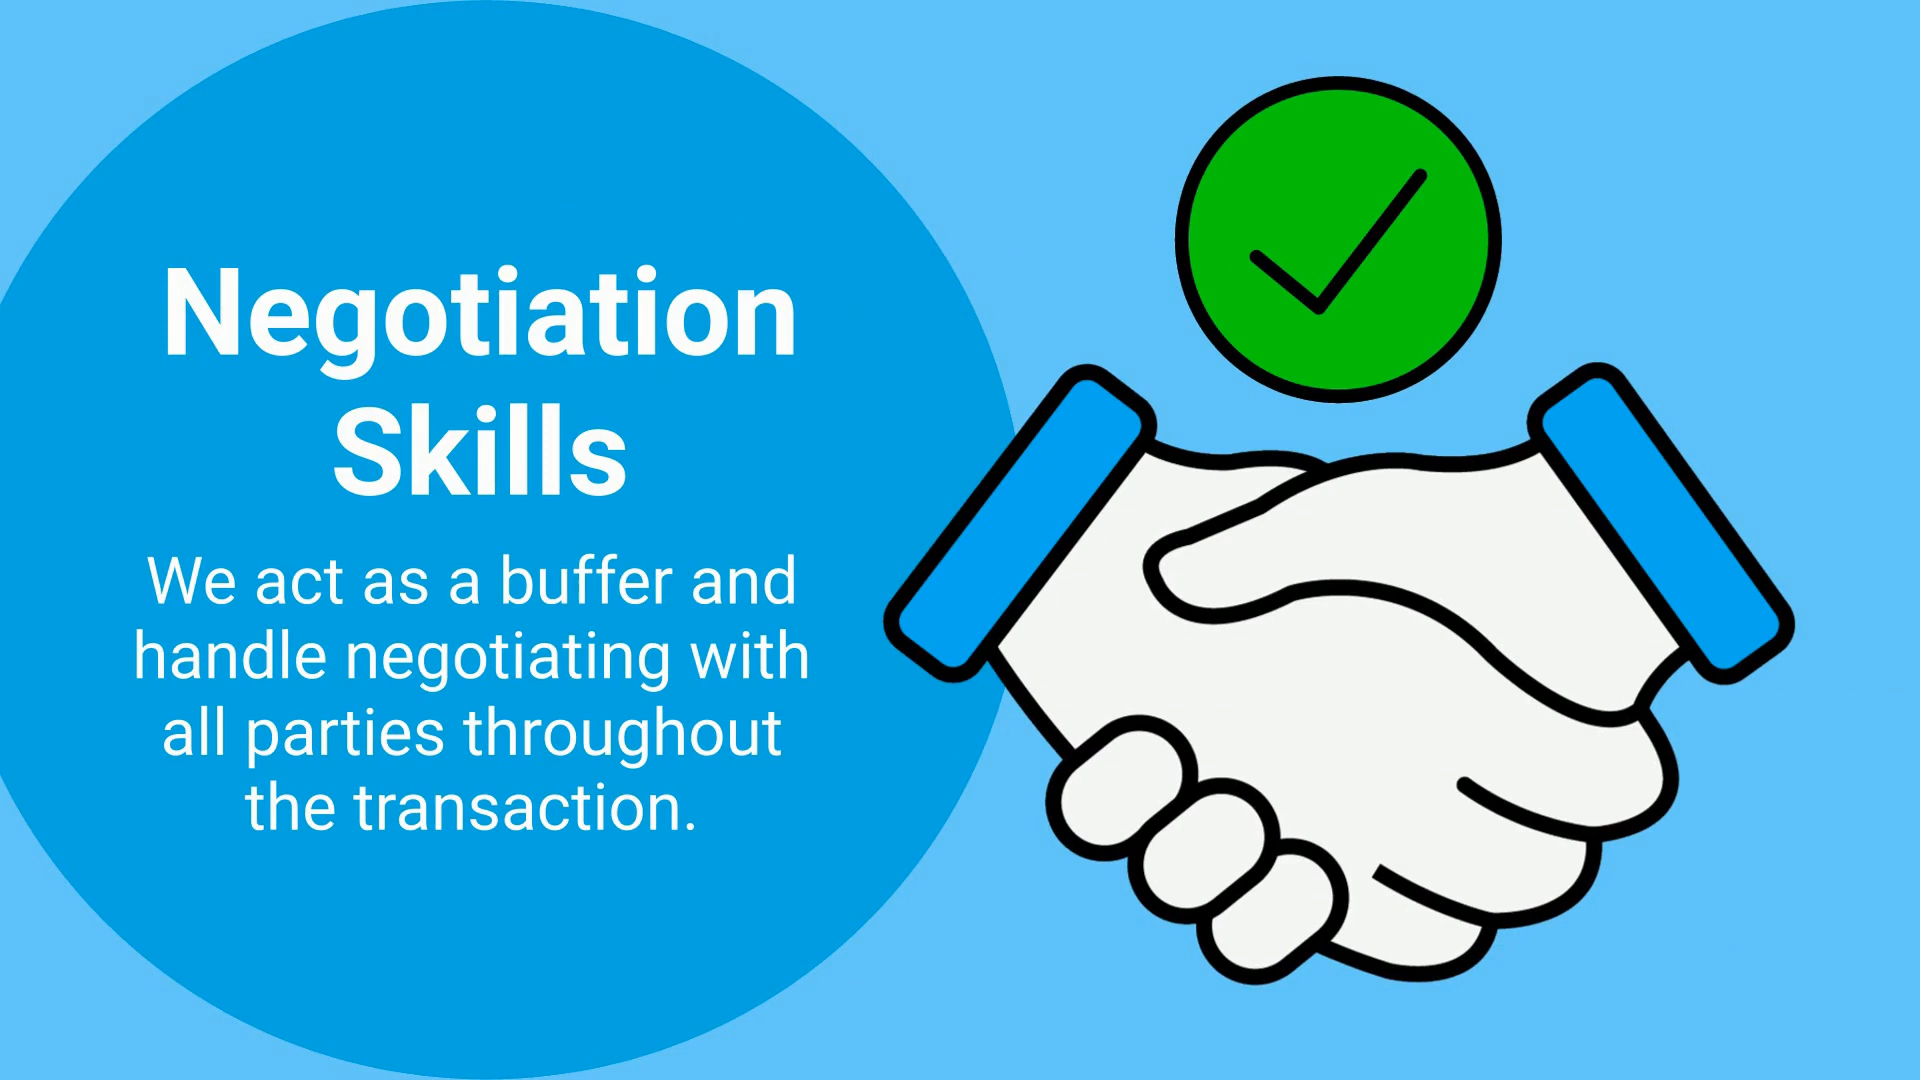 Negotiation
Skills
We act as a buffer and
handle negotiating with
all parties throughout
the transaction.